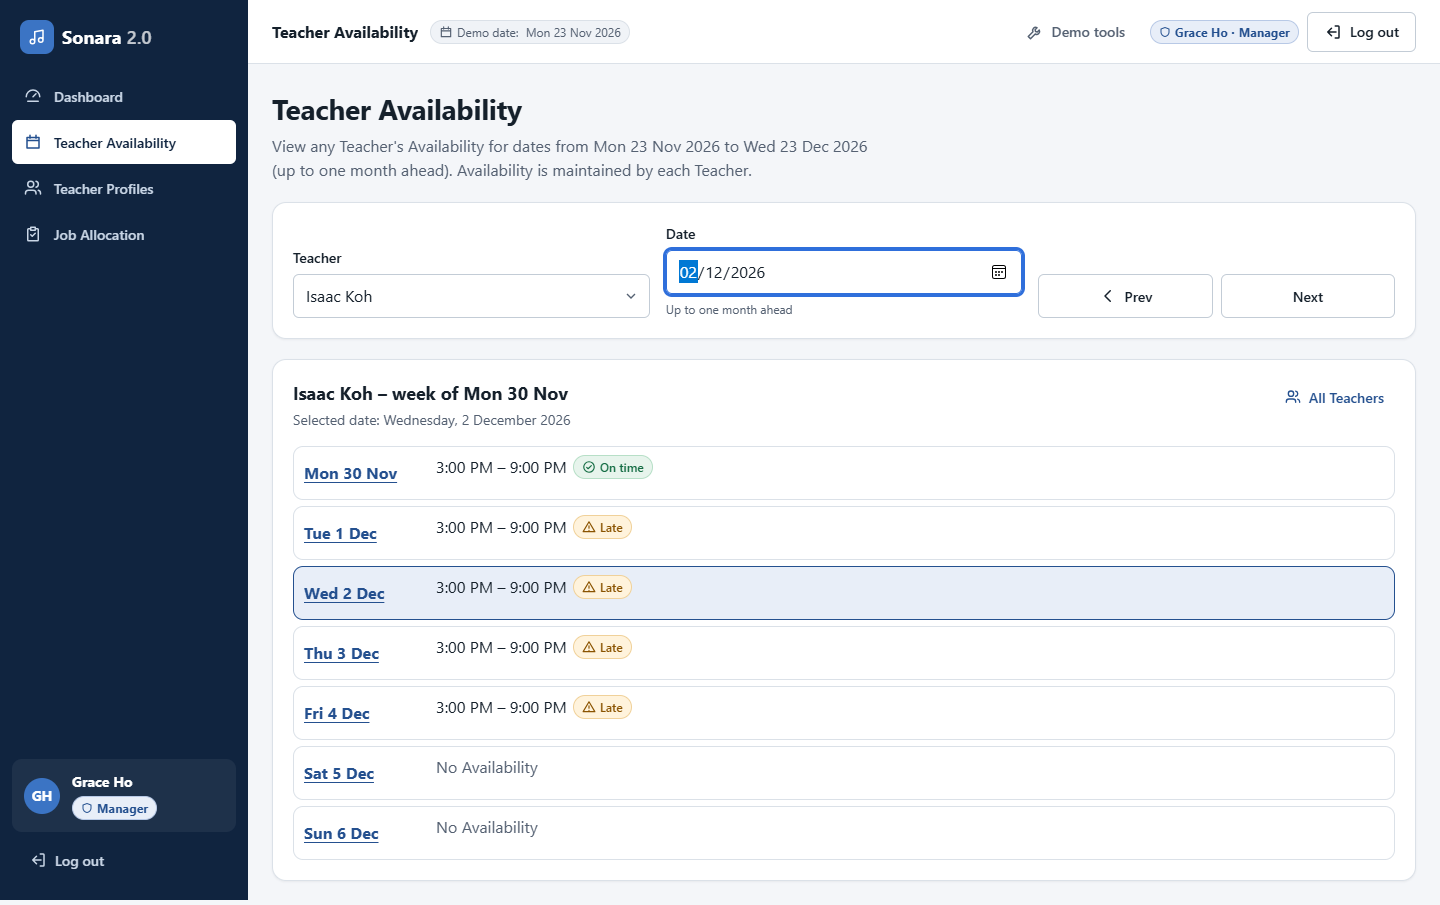 Sonara 2.0
Dashboard
Teacher Availability
Teacher Profiles
Job Allocation
GH
Grace Ho
Manager
Log out
Teacher Availability
Demo date: Mon 23 Nov 2026
Demo tools
Grace Ho · Manager
Log out
Teacher Availability
View any Teacher's Availability for dates from Mon 23 Nov 2026 to Wed 23 Dec 2026
(up to one month ahead). Availability is maintained by each Teacher.
Teacher
Isaac Koh
Date
02/12/2026
Up to one month ahead
Prev
Next
Isaac Koh – week of Mon 30 Nov
Selected date: Wednesday, 2 December 2026
All Teachers
Mon 30 Nov 3:00 PM – 9:00 PM On time
Tue 1 Dec 3:00 PM – 9:00 PM Late
Wed 2 Dec 3:00 PM – 9:00 PM Late
Thu 3 Dec 3:00 PM – 9:00 PM Late
Fri 4 Dec 3:00 PM – 9:00 PM Late
Sat 5 Dec No Availability
Sun 6 Dec No Availability